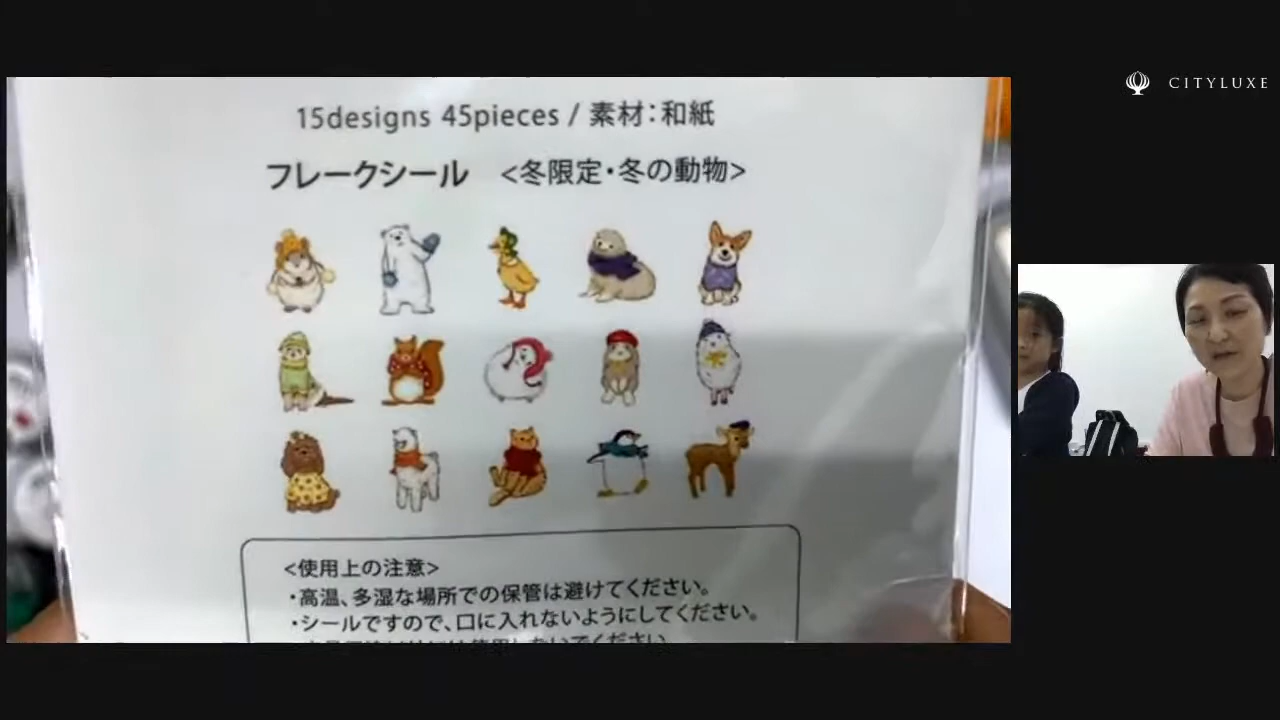 15designs 45pieces / 素材:和紙
フレークシール <冬限定・冬の動物>
<使用上の注意>
・高温、多湿な場所での保管は避けてください。
・シールですので、口に入れないようにしてください。
CITYLUXE